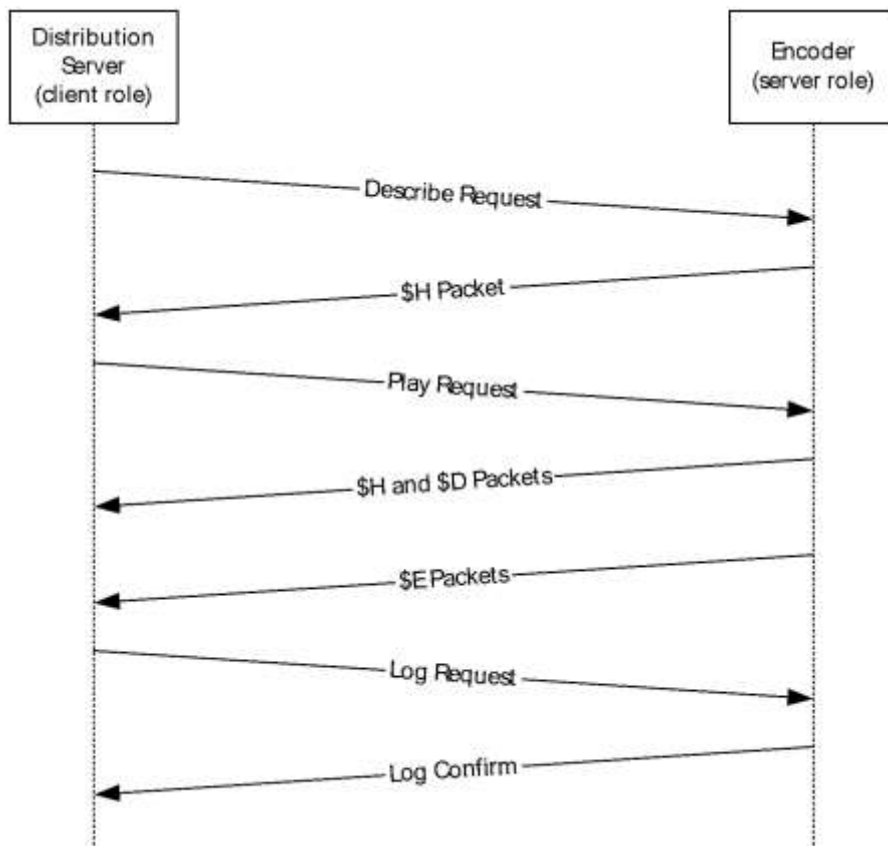 Distribution
Server
(client role)
Encoder
(server role)
Describe Request
$H Packet
Play Request
$H and $D Packets
$E Packets
Log Request
Log Confirm